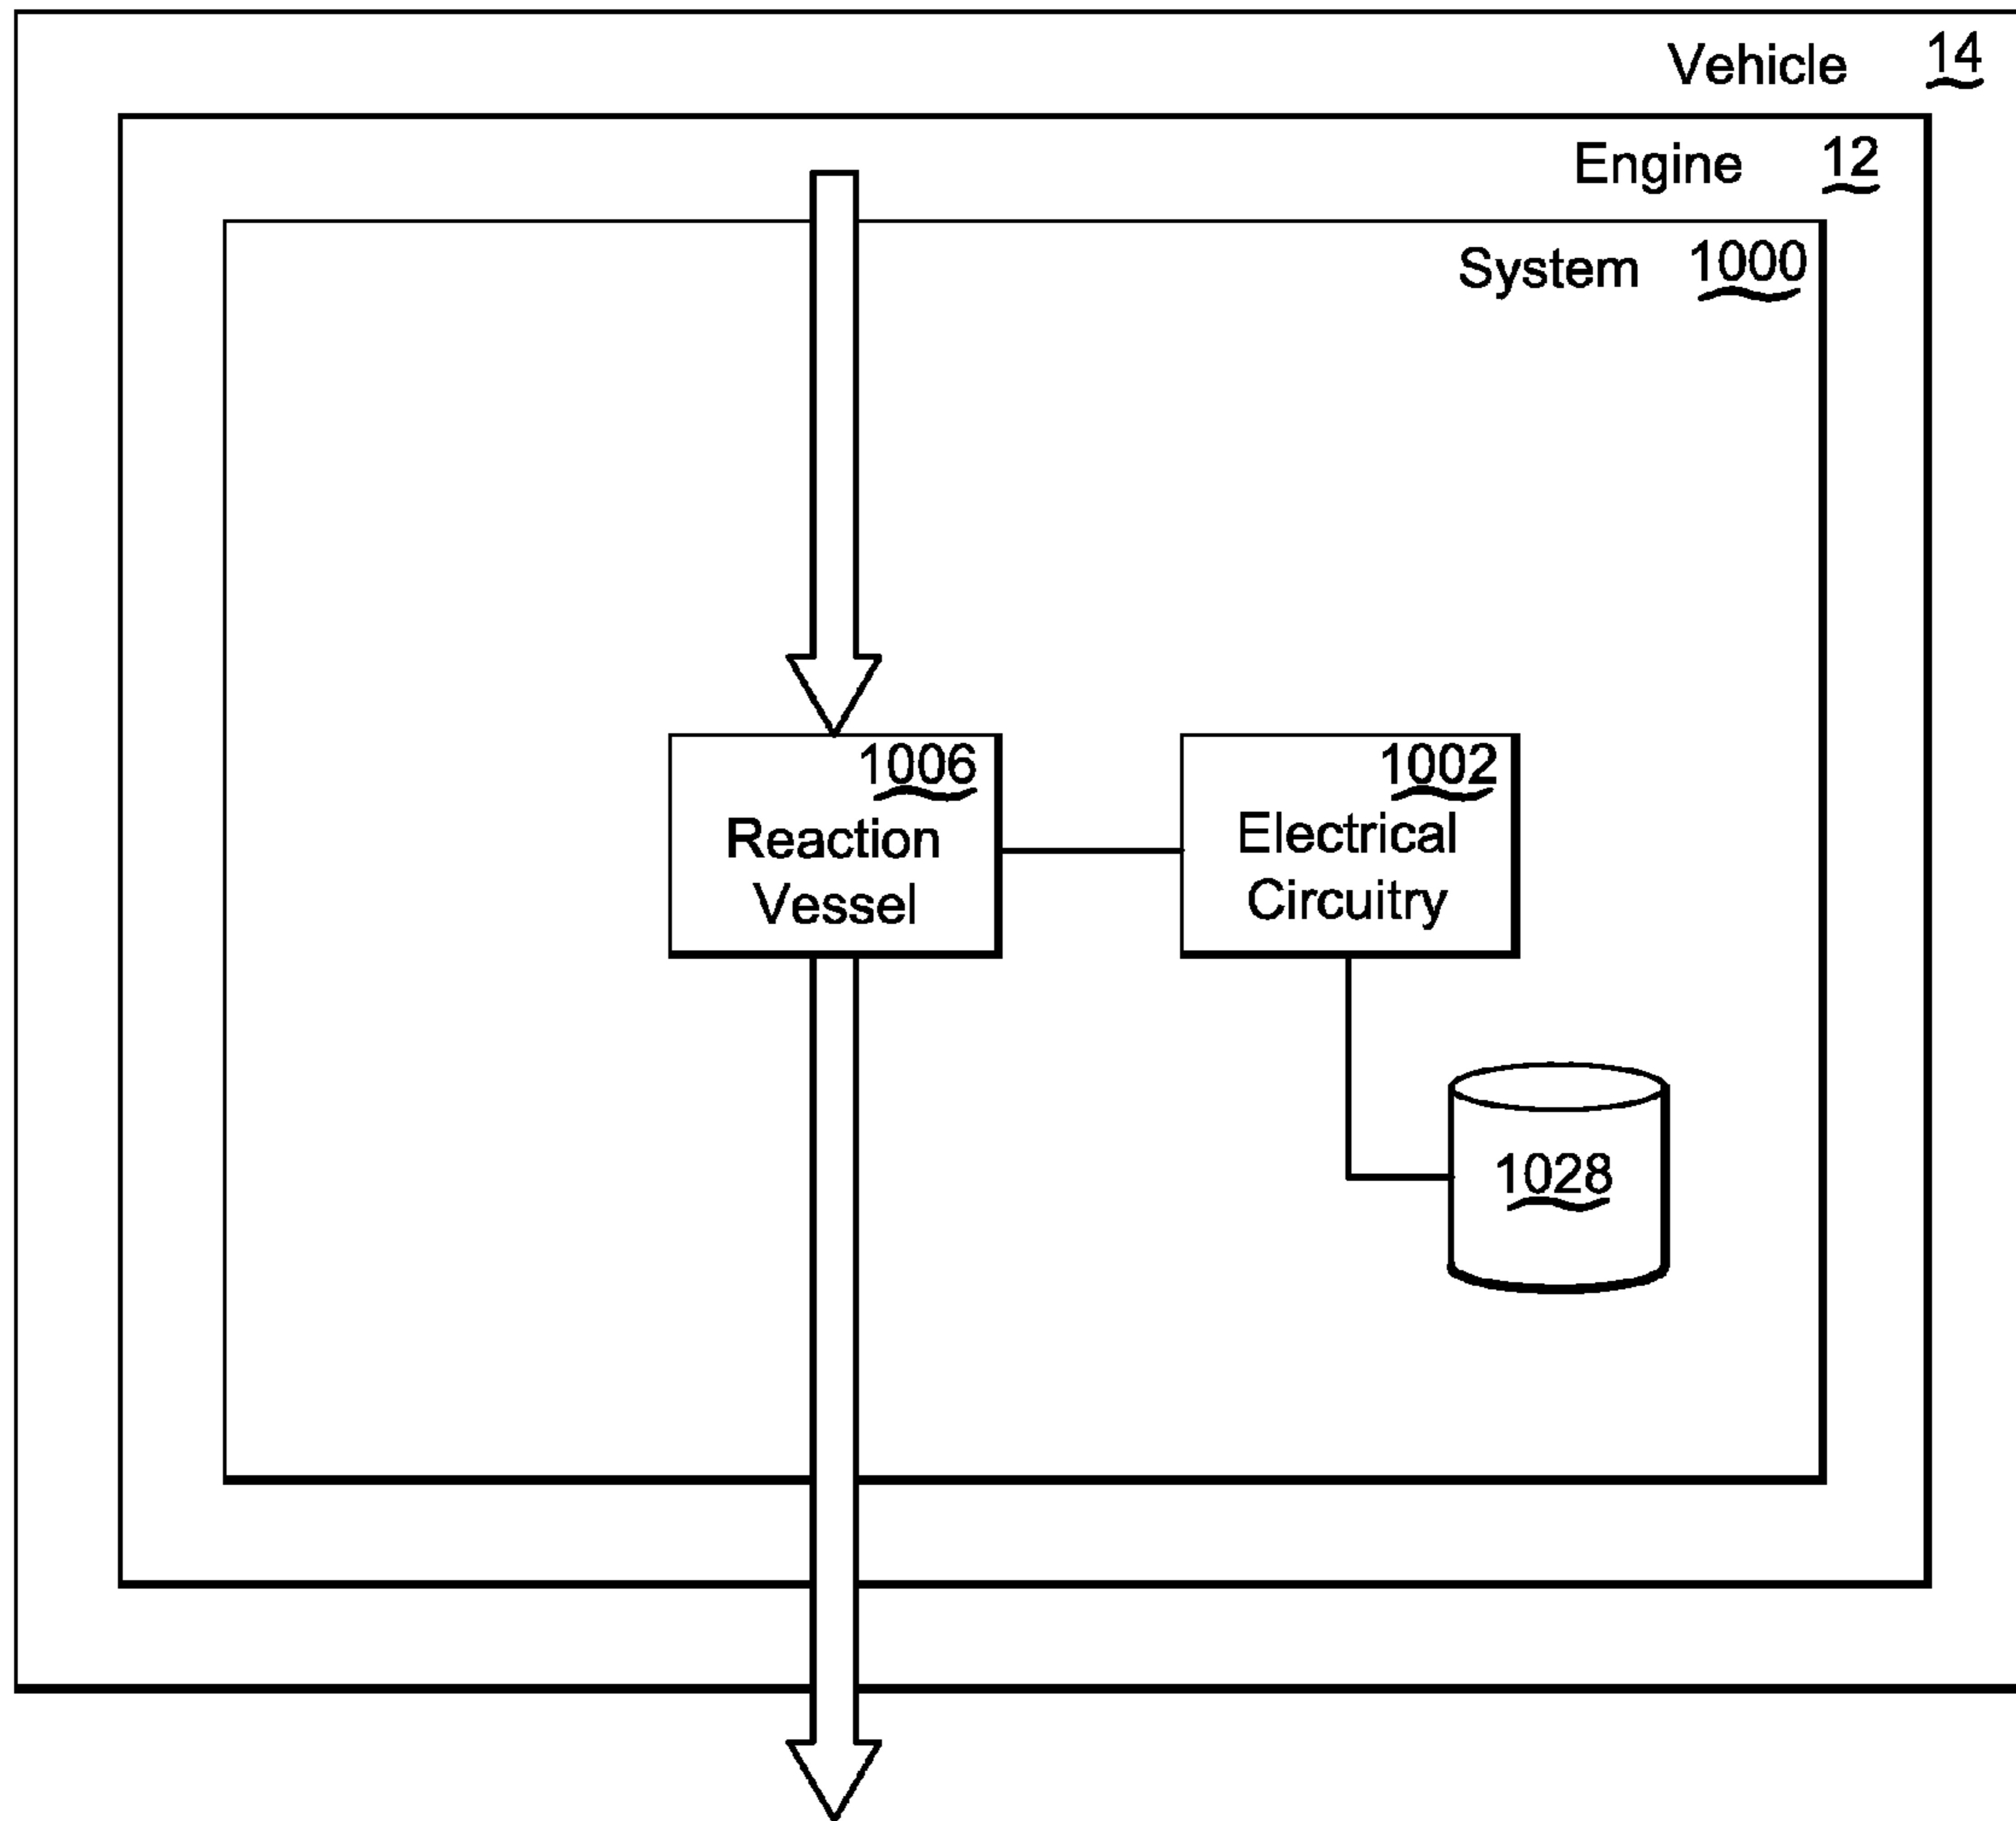 Vehicle 14
Engine 12
System 1000
1006
Reaction
Vessel
1002
Electrical
Circuitry
1028